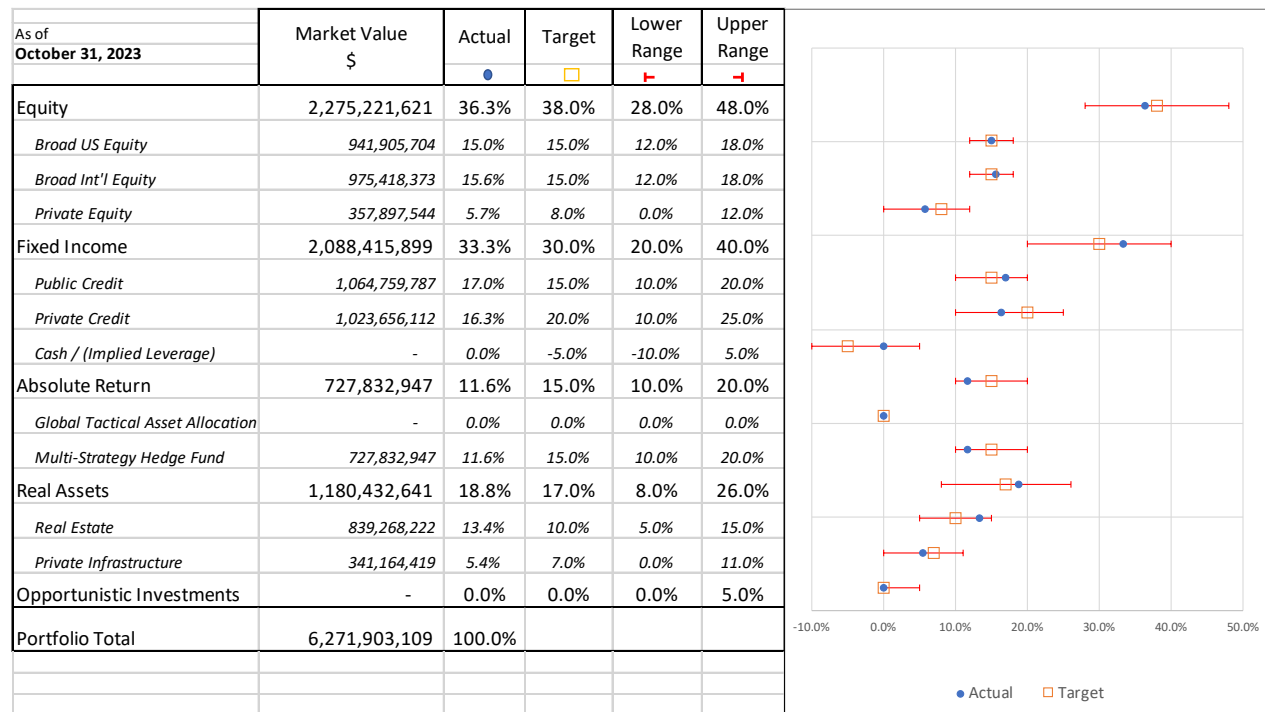 As of
October 31, 2023
Market Value $ Actual Target Lower Range Upper Range
Equity 2,275,221,621 36.3% 38.0% 28.0% 48.0%
Broad US Equity 941,905,704 15.0% 15.0% 12.0% 18.0%
Broad Int'l Equity 975,418,373 15.6% 15.0% 12.0% 18.0%
Private Equity 357,897,544 5.7% 8.0% 0.0% 12.0%
Fixed Income 2,088,415,899 33.3% 30.0% 20.0% 40.0%
Public Credit 1,064,759,787 17.0% 15.0% 10.0% 20.0%
Private Credit 1,023,656,112 16.3% 20.0% 10.0% 25.0%
Cash / (Implied Leverage) - 0.0% -5.0% -10.0% 5.0%
Absolute Return 727,832,947 11.6% 15.0% 10.0% 20.0%
Global Tactical Asset Allocation - 0.0% 0.0% 0.0% 0.0%
Multi-Strategy Hedge Fund 727,832,947 11.6% 15.0% 10.0% 20.0%
Real Assets 1,180,432,641 18.8% 17.0% 8.0% 26.0%
Real Estate 839,268,222 13.4% 10.0% 5.0% 15.0%
Private Infrastructure 341,164,419 5.4% 7.0% 0.0% 11.0%
Opportunistic Investments - 0.0% 0.0% 0.0% 5.0%
Portfolio Total 6,271,903,109 100.0%
-10.0% 0.0% 10.0% 20.0% 30.0% 40.0% 50.0%
Actual Target